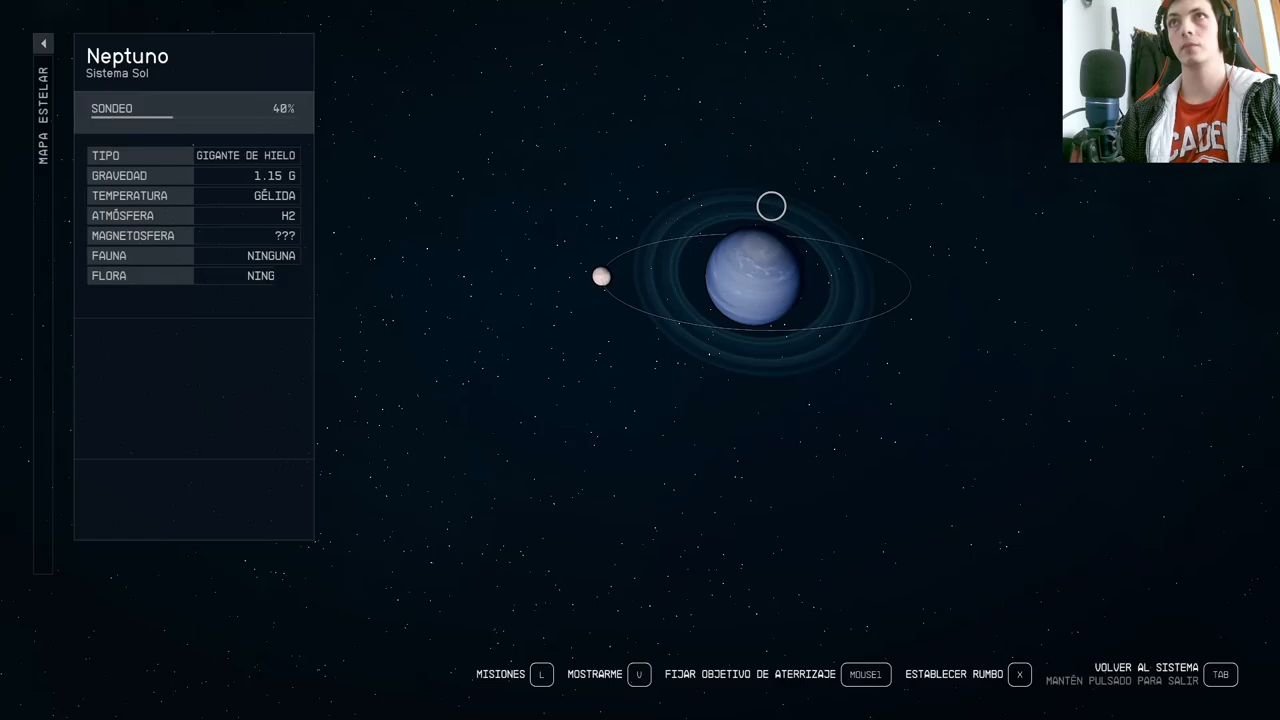 MAPA ESTELAR
Neptuno
Sistema Sol
SONDEO 40%
TIPO GIGANTE DE HIELO
GRAVEDAD 1.15 G
TEMPERATURA GÉLIDA
ATMÓSFERA H2
MAGNETOSFERA ???
FAUNA NINGUNA
FLORA NING
CADEM
MISIONES L
MOSTRARME V
FIJAR OBJETIVO DE ATERRIZAJE MOUSE1
ESTABLECER RUMBO X
VOLVER AL SISTEMA TAB
MANTÉN PULSADO PARA SALIR